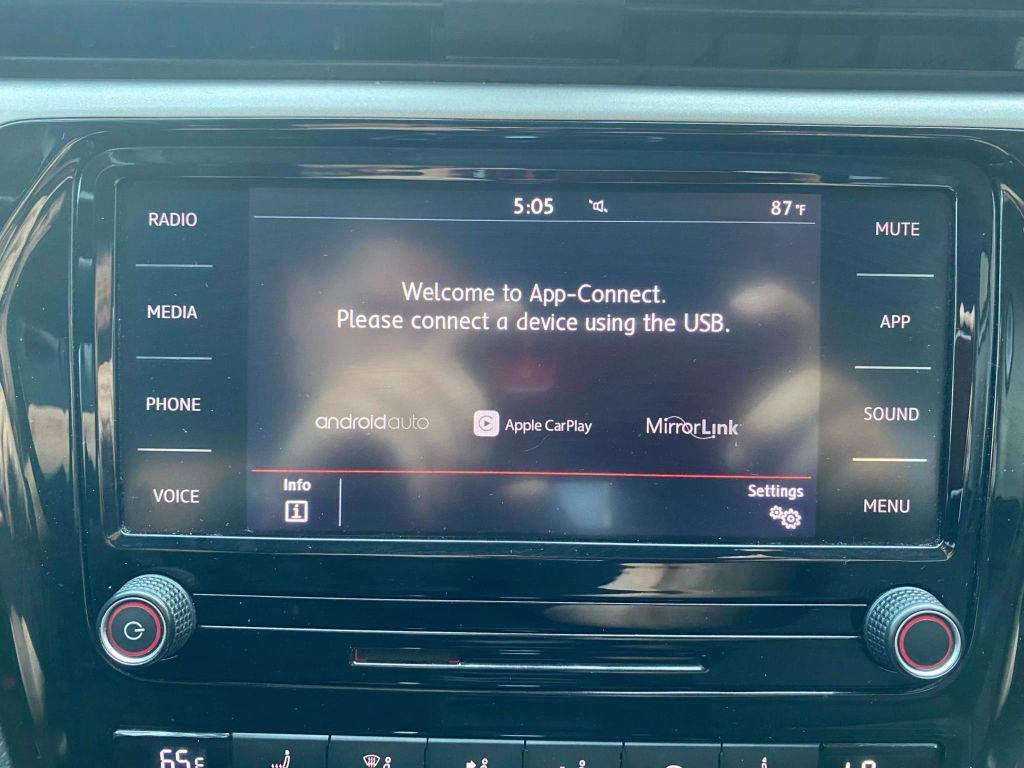 5:05 87°F
RADIO
MUTE
Welcome to App-Connect.
MEDIA
Please connect a device using the USB.
APP
PHONE
androidauto Apple CarPlay MirrorLink
SOUND
Info
Settings
VOICE
i
MENU
65F